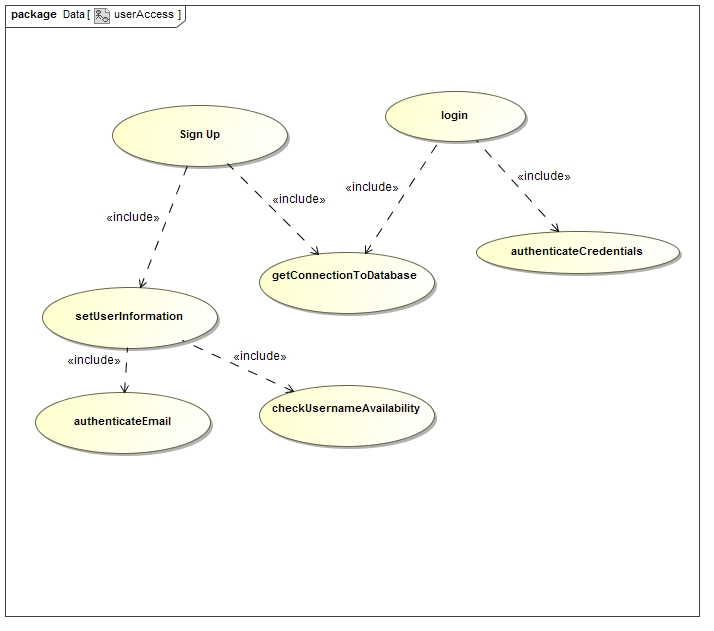 package Data [ userAccess ]
login
Sign Up
«include»
«include»
«include»
«include»
authenticateCredentials
getConnectionToDatabase
setUserInformation
«include»
«include»
checkUsernameAvailability
authenticateEmail